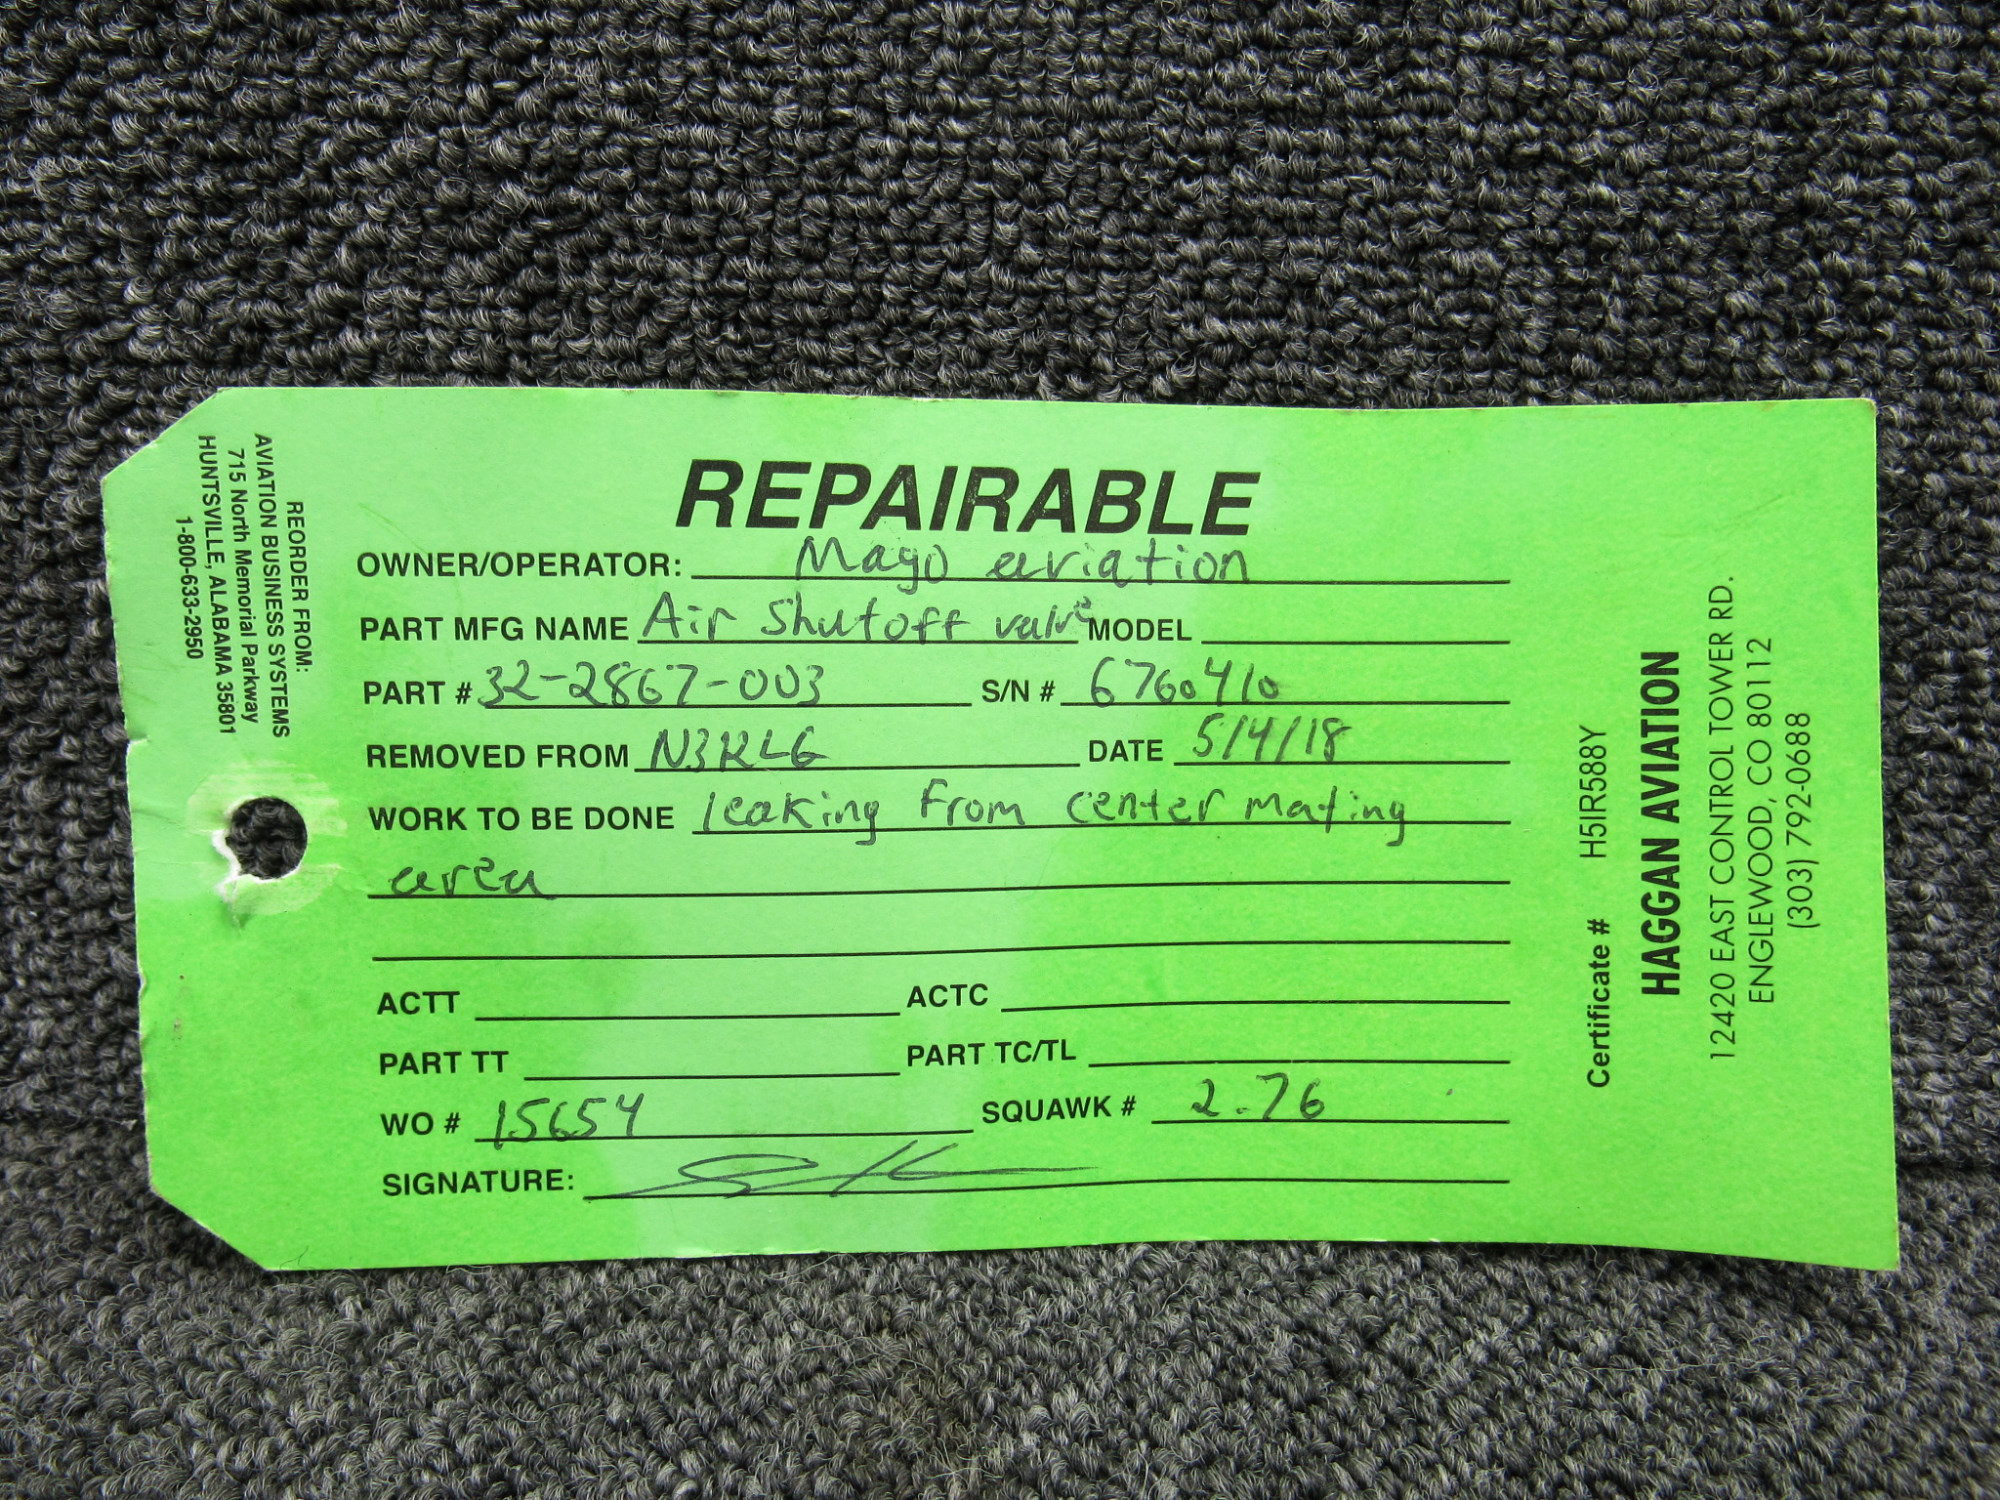 REPAIRABLE
OWNER/OPERATOR: Mayo aviation
PART MFG NAME Air Shutoff valve MODEL
PART # 32-2867-003 S/N # 6760410
REMOVED FROM N3RLG DATE 5/4/18
WORK TO BE DONE leaking from center mating
area
ACTT ACTC
PART TT PART TC/TL
WO # 15654 SQUAWK # 2.76
SIGNATURE:
REORDER FROM:
AVIATION BUSINESS SYSTEMS
715 North Memorial Parkway
HUNTSVILLE, ALABAMA 35801
1-800-633-2950
Certificate # H5IR588Y
HAGGAN AVIATION
12420 EAST CONTROL TOWER RD.
ENGLEWOOD, CO 80112
(303) 792-0688